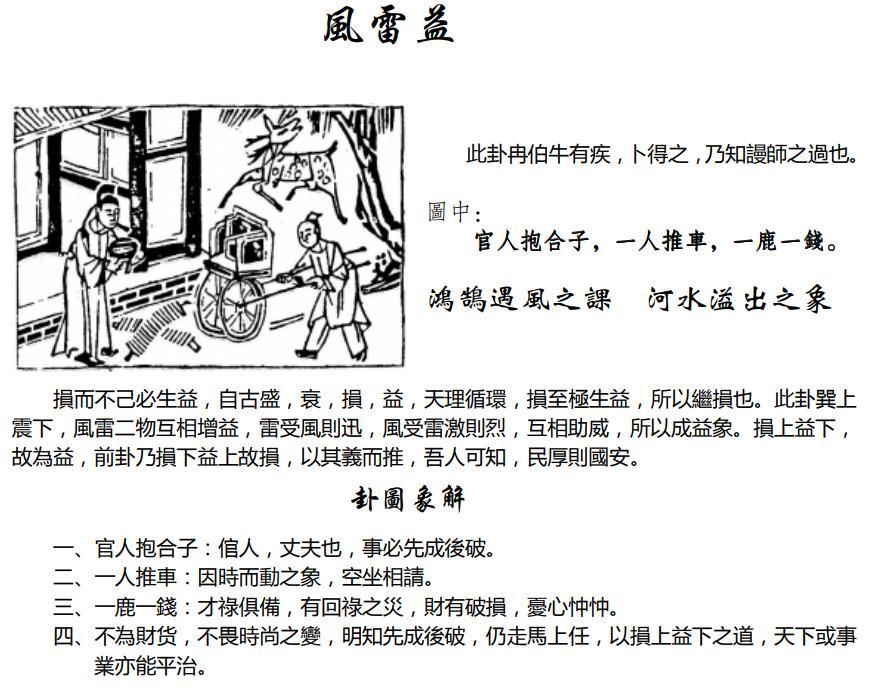 風雷益
此卦冉伯牛有疾，卜得之，乃知謾師之過也。
圖中：
官人抱合子，一人推車，一鹿一錢。
鴻鵠遇風之課　河水溢出之象
損而不己必生益，自古盛，衰，損，益，天理循環，損至極生益，所以繼損也。此卦巽上
震下，風雷二物互相增益，雷受風則迅，風受雷激則烈，互相助威，所以成益象。損上益下，
故為益，前卦乃損下益上故損，以其義而推，吾人可知，民厚則國安。
卦圖象解
一、官人抱合子：倌人，丈夫也，事必先成後破。
二、一人推車：因時而動之象，空坐相請。
三、一鹿一錢：才祿俱備，有回祿之災，財有破損，憂心忡忡。
四、不為財货，不畏時尚之變，明知先成後破，仍走馬上任，以損上益下之道，天下或事
業亦能平治。